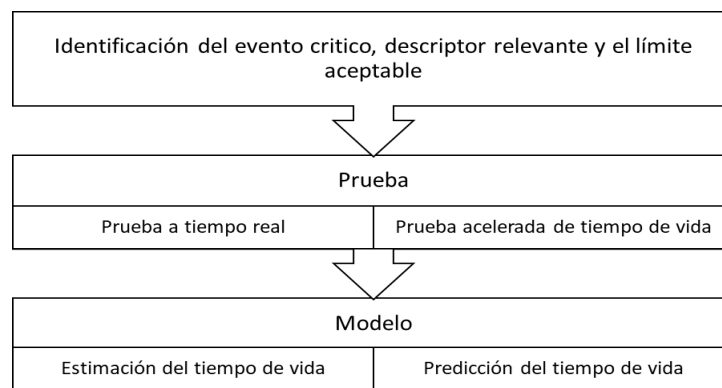 Identificación del evento critico, descriptor relevante y el límite
aceptable
Prueba
Prueba a tiempo real
Prueba acelerada de tiempo de vida
Modelo
Estimación del tiempo de vida
Predicción del tiempo de vida